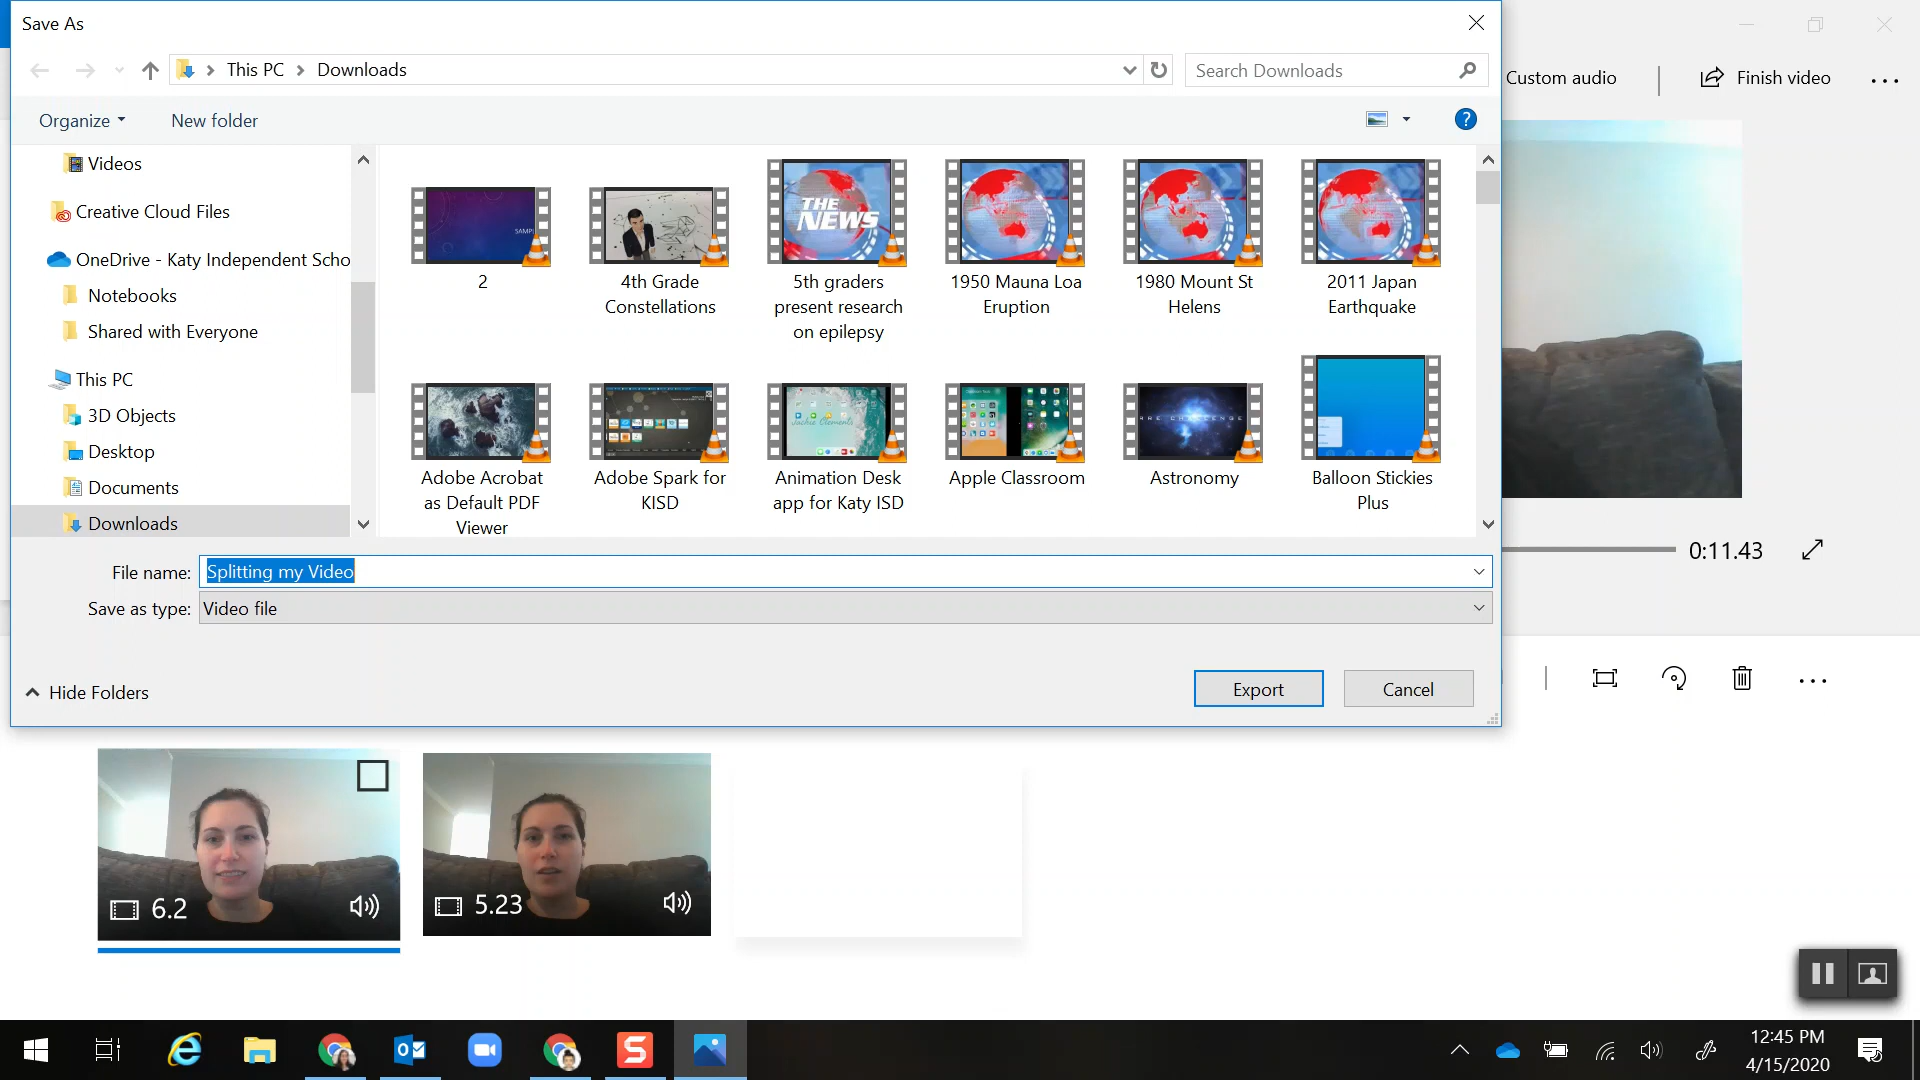 Save As
This PC
Downloads
Search Downloads
Custom audio
Finish video
Organize
New folder
Videos
Creative Cloud Files
OneDrive - Katy Independent Scho
Notebooks
Shared with Everyone
This PC
3D Objects
Desktop
Documents
Downloads
SAMP
2
4th Grade
Constellations
THE
NEWS
5th graders
present research
on epilepsy
1950 Mauna Loa
Eruption
1980 Mount St
Helens
2011 Japan
Earthquake
Adobe Acrobat
as Default PDF
Viewer
Adobe Spark for
KISD
Jackie Clements
Animation Desk
app for Katy ISD
Apple Classroom
RRE CHALLENGE
Astronomy
Balloon Stickies
Plus
0:11.43
File name: Splitting my Video
Save as type: Video file
Hide Folders
Export
Cancel
6.2
5.23
12:45 PM
4/15/2020